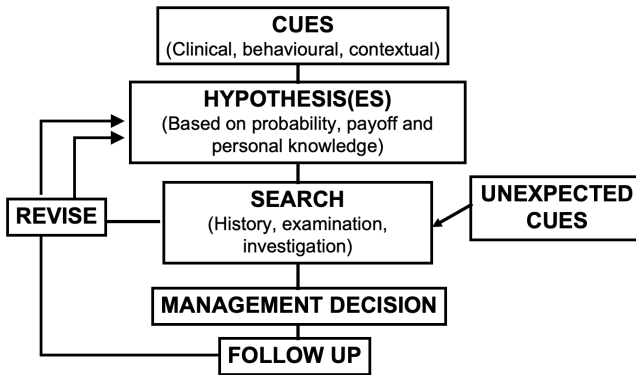 CUES
(Clinical, behavioural, contextual)
HYPOTHESIS(ES)
(Based on probability, payoff and
personal knowledge)
SEARCH
(History, examination,
investigation)
UNEXPECTED
CUES
REVISE
MANAGEMENT DECISION
FOLLOW UP